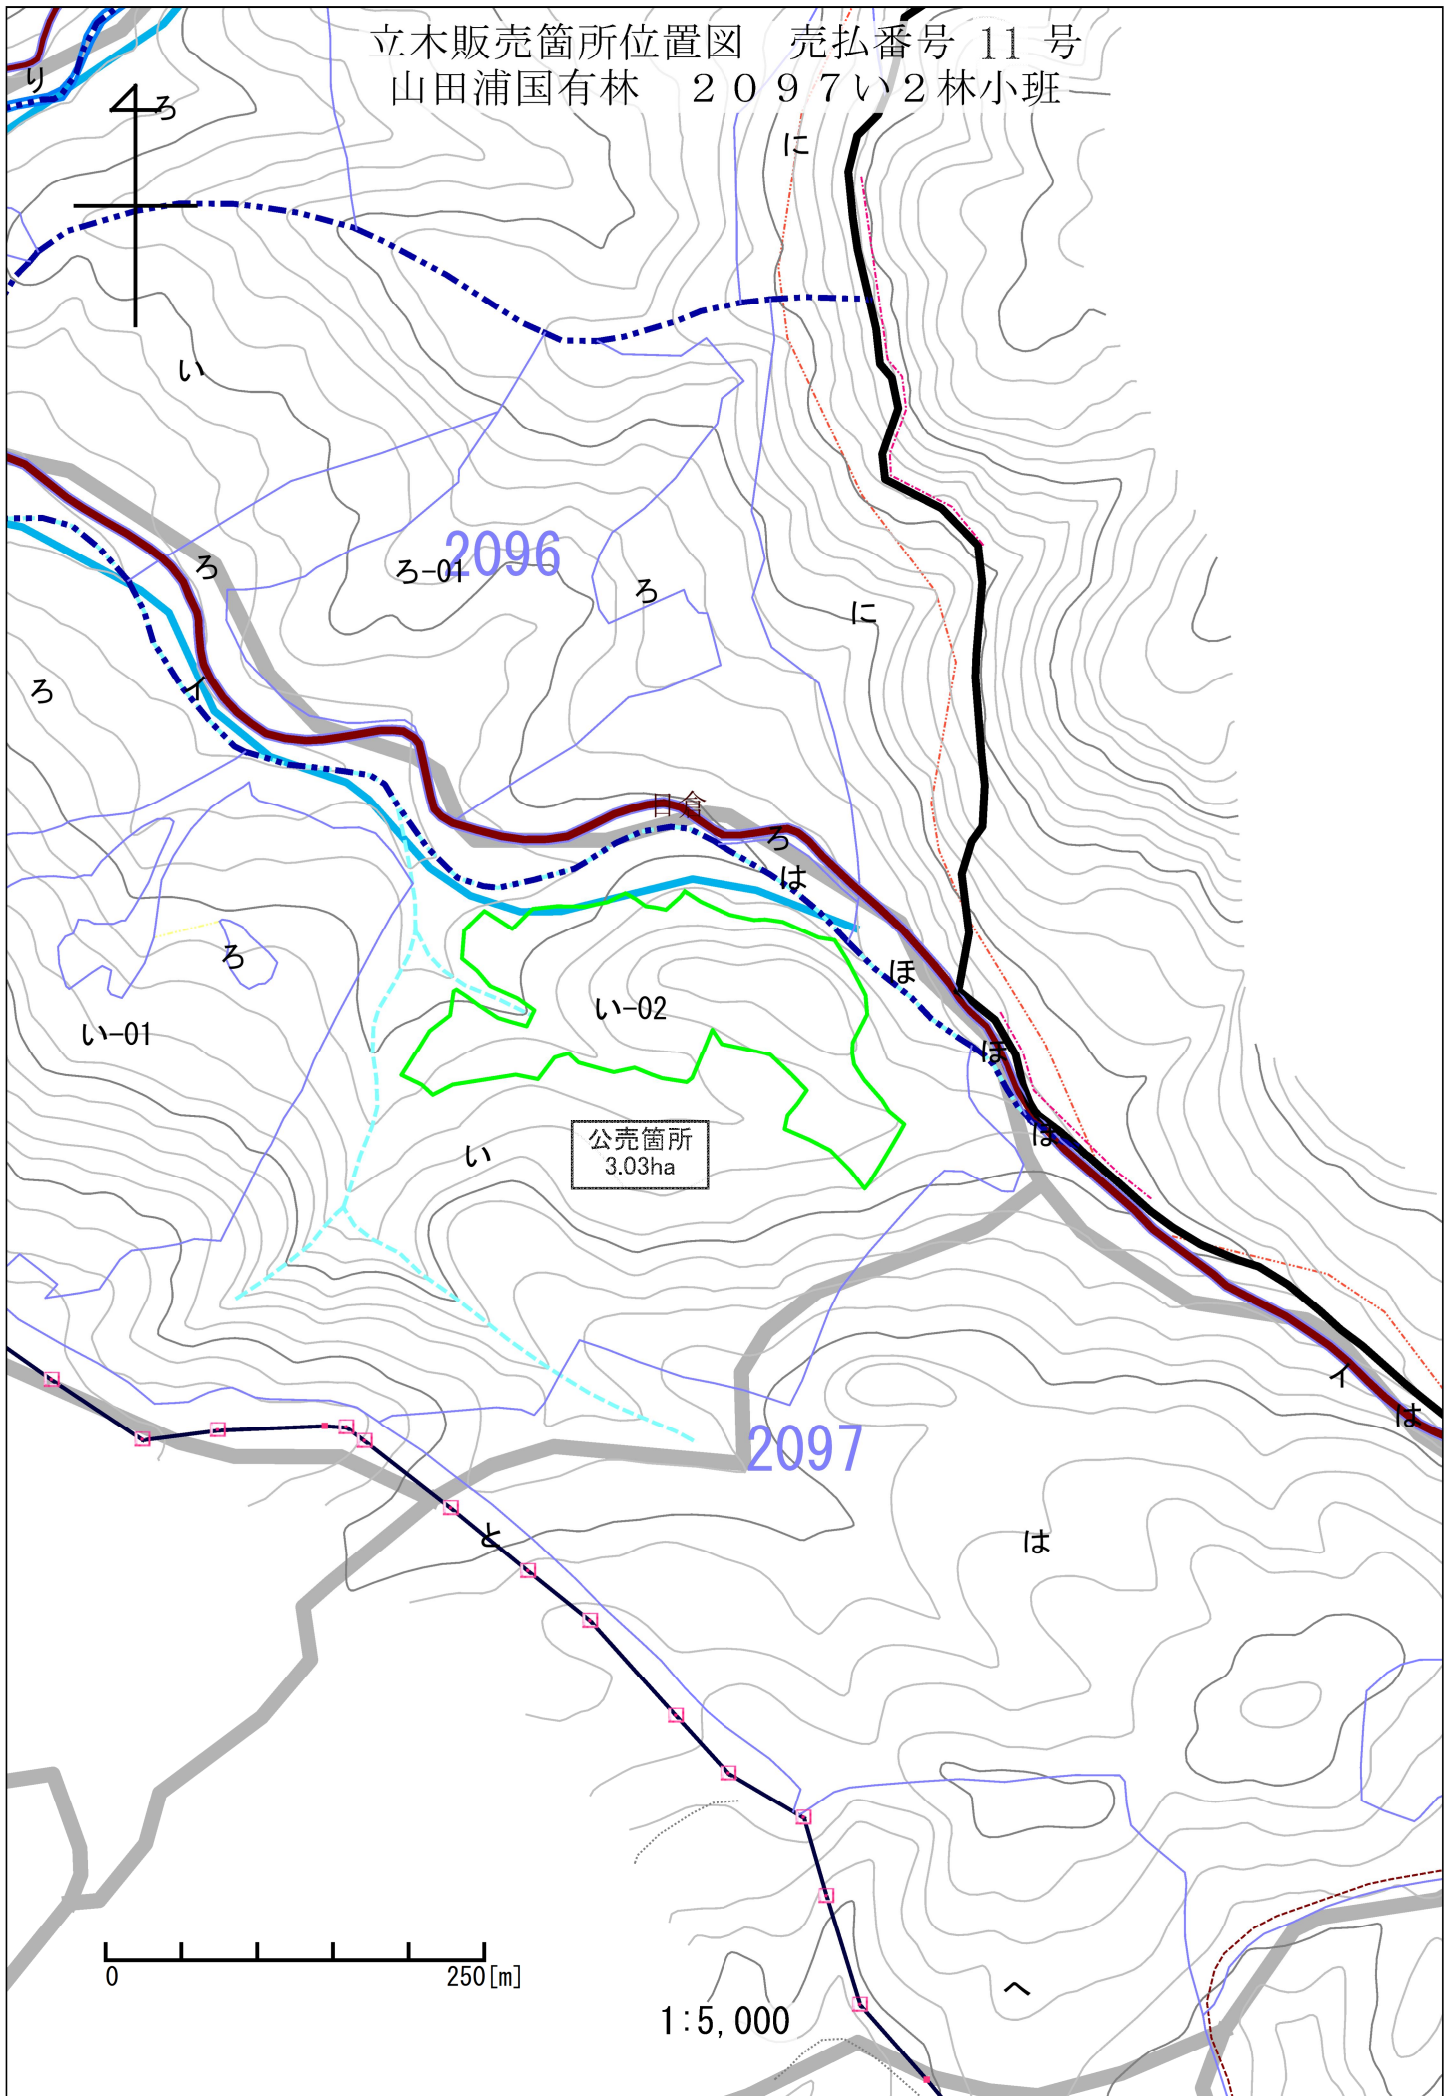 立木販売箇所位置図　売払番号 11 号
山田浦国有林　２０９７い２林小班
り
ろ
に
い
2096
ろ
ろ-01
ろ
に
ろ
イ
日倉
ろ
は
ろ
ほ
い-01
い-02
ほ
ほ
い
公売箇所
3.03ha
イ
は
2097
と
は
へ
0
250[m]
1:5,000